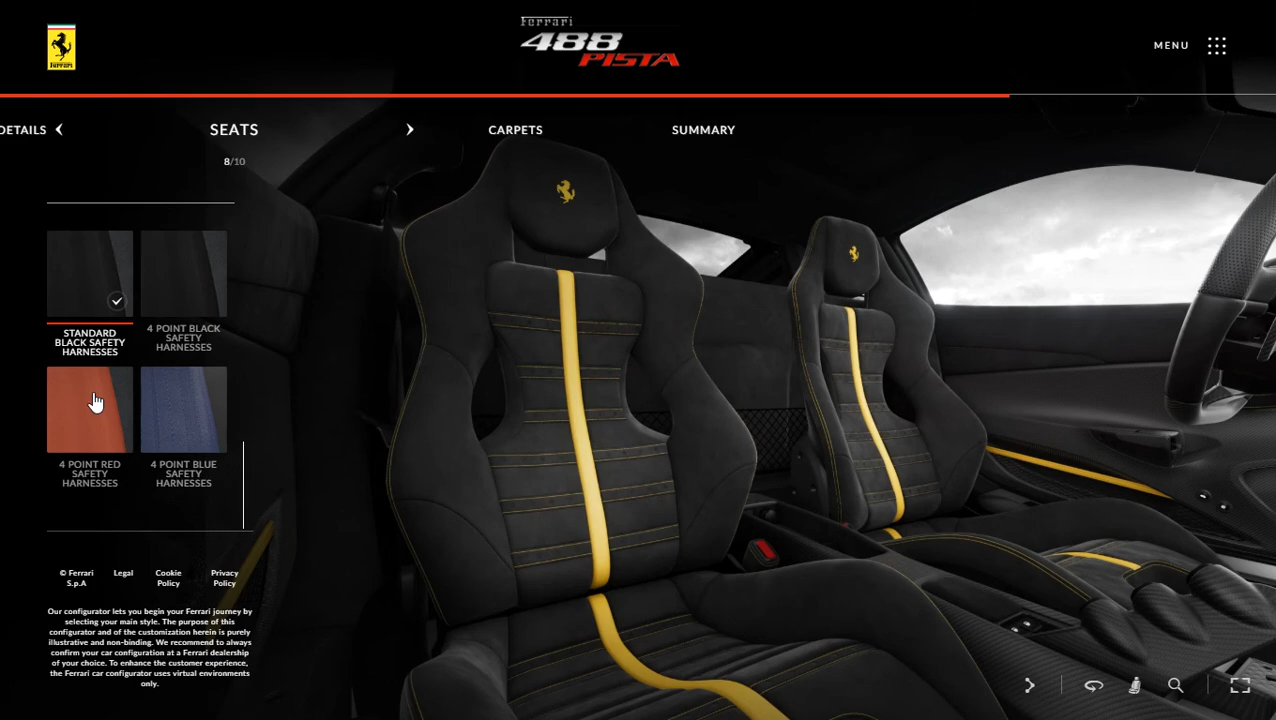 Ferrari
488
PISTA
MENU
DETAILS
SEATS
CARPETS
SUMMARY
8/10
STANDARD
BLACK SAFETY
HARNESSES
4 POINT BLACK
SAFETY
HARNESSES
4 POINT RED
SAFETY
HARNESSES
4 POINT BLUE
SAFETY
HARNESSES
© Ferrari
S.p.A
Legal
Cookie
Policy
Privacy
Policy
Our configurator lets you begin your Ferrari journey by
selecting your main style. The purpose of this
configurator and of the customization herein is purely
illustrative and non-binding. We recommend to always
confirm your car configuration at a Ferrari dealership
of your choice. To enhance the customer experience,
the Ferrari car configurator uses virtual environments
only.